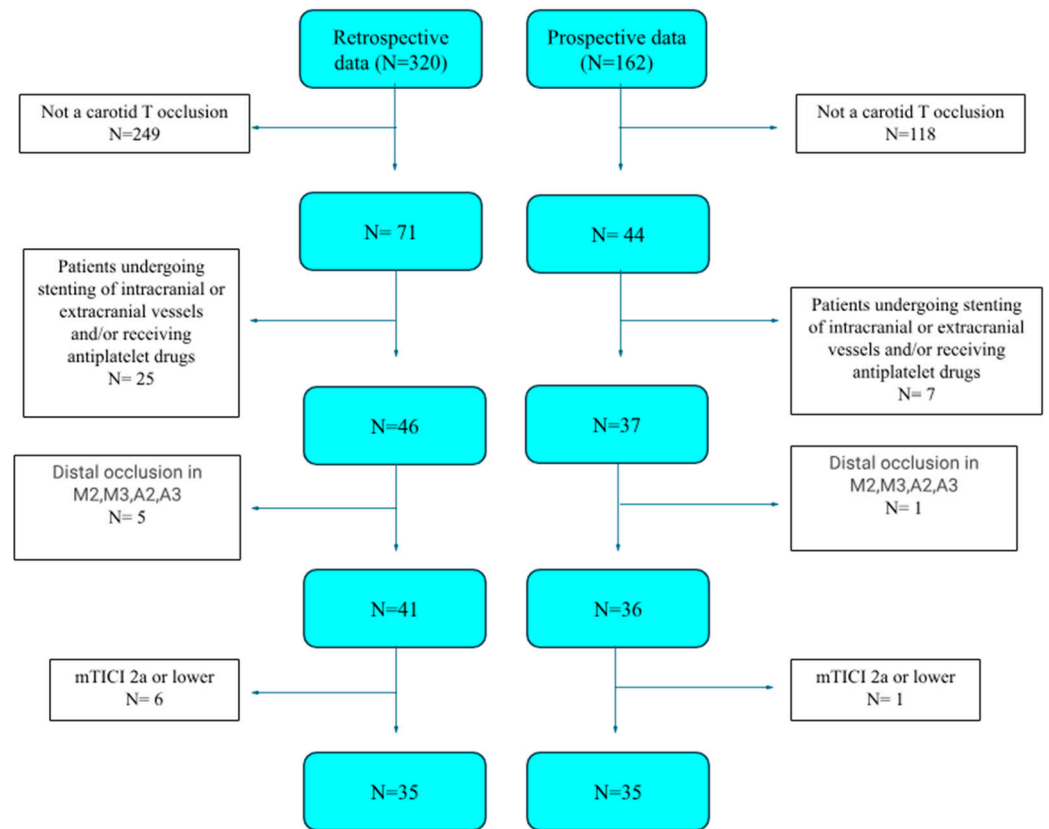 Retrospective
data (N=320)
Prospective data
(N=162)
Not a carotid T occlusion
N=249
Not a carotid T occlusion
N=118
N= 71
N= 44
Patients undergoing
stenting of intracranial or
extracranial vessels
and/or receiving
antiplatelet drugs
N= 25
Patients undergoing stenting
of intracranial or extracranial
vessels and/or receiving
antiplatelet drugs
N= 7
N=46
N=37
Distal occlusion in
M2,M3,A2,A3
N= 5
Distal occlusion in
M2,M3,A2,A3
N= 1
N=41
N=36
mTICI 2a or lower
N= 6
mTICI 2a or lower
N= 1
N=35
N=35